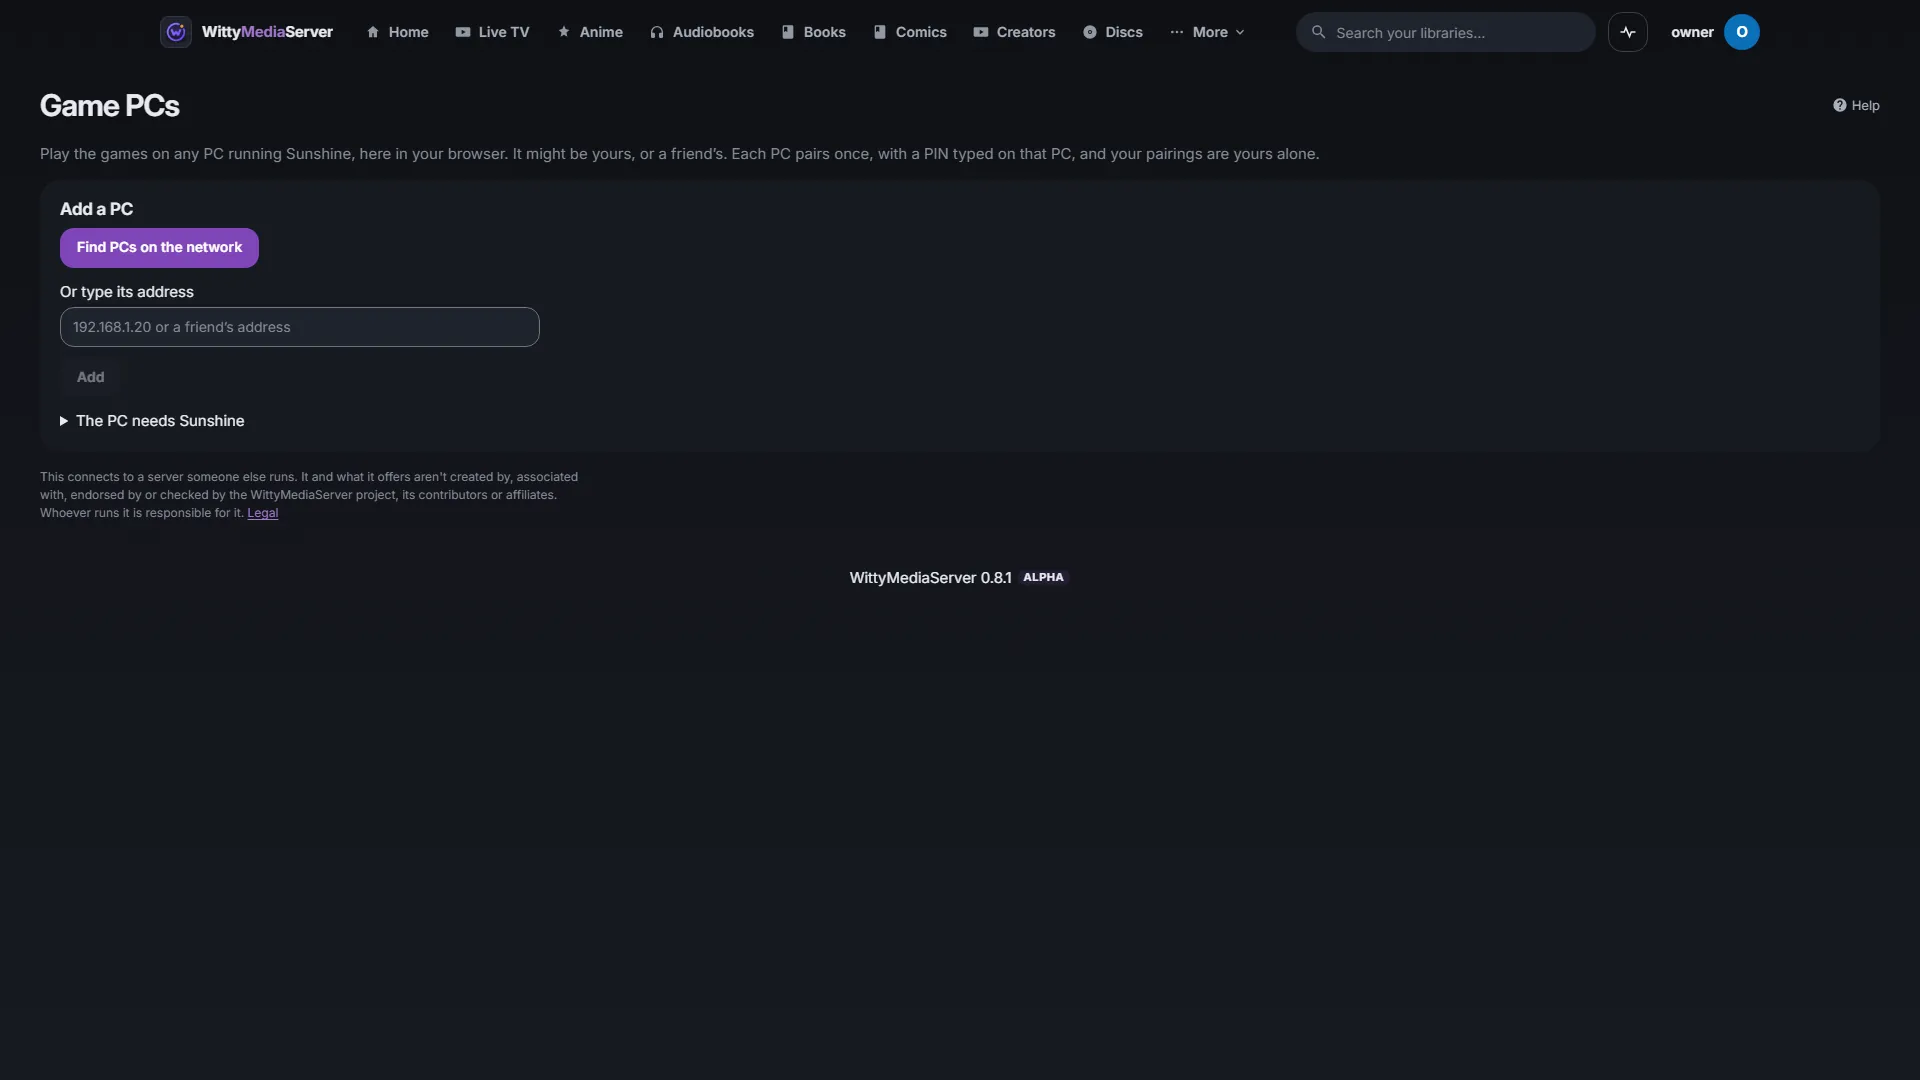 WittyMediaServer
Home
Live TV
Anime
Audiobooks
Books
Comics
Creators
Discs
More
Search your libraries...
owner
O
Game PCs
Help
Play the games on any PC running Sunshine, here in your browser. It might be yours, or a friend's. Each PC pairs once, with a PIN typed on that PC, and your pairings are yours alone.
Add a PC
Find PCs on the network
Or type its address
192.168.1.20 or a friend's address
Add
The PC needs Sunshine
This connects to a server someone else runs. It and what it offers aren't created by, associated
with, endorsed by or checked by the WittyMediaServer project, its contributors or affiliates.
Whoever runs it is responsible for it. Legal
WittyMediaServer 0.8.1 ALPHA